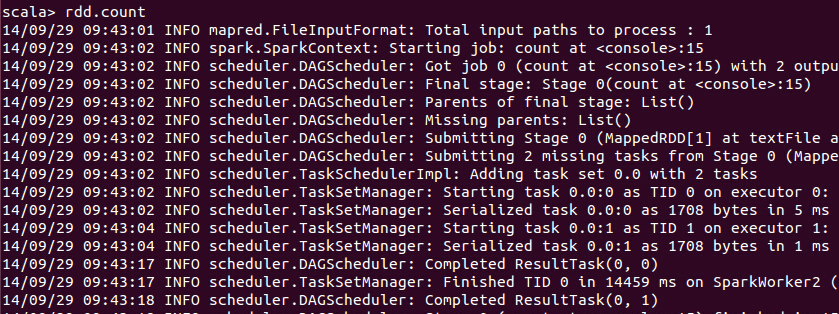 scala> rdd.count
14/09/29 09:43:01 INFO mapred.FileInputFormat: Total input paths to process : 1
14/09/29 09:43:02 INFO spark.SparkContext: Starting job: count at <console>:15
14/09/29 09:43:02 INFO scheduler.DAGScheduler: Got job 0 (count at <console>:15) with 2 outpu
14/09/29 09:43:02 INFO scheduler.DAGScheduler: Final stage: Stage 0(count at <console>:15)
14/09/29 09:43:02 INFO scheduler.DAGScheduler: Parents of final stage: List()
14/09/29 09:43:02 INFO scheduler.DAGScheduler: Missing parents: List()
14/09/29 09:43:02 INFO scheduler.DAGScheduler: Submitting Stage 0 (MappedRDD[1] at textFile a
14/09/29 09:43:02 INFO scheduler.DAGScheduler: Submitting 2 missing tasks from Stage 0 (Mappe
14/09/29 09:43:02 INFO scheduler.TaskSchedulerImpl: Adding task set 0.0 with 2 tasks
14/09/29 09:43:02 INFO scheduler.TaskSetManager: Starting task 0.0:0 as TID 0 on executor 0:
14/09/29 09:43:02 INFO scheduler.TaskSetManager: Serialized task 0.0:0 as 1708 bytes in 5 ms
14/09/29 09:43:04 INFO scheduler.TaskSetManager: Starting task 0.0:1 as TID 1 on executor 1:
14/09/29 09:43:04 INFO scheduler.TaskSetManager: Serialized task 0.0:1 as 1708 bytes in 1 ms
14/09/29 09:43:17 INFO scheduler.DAGScheduler: Completed ResultTask(0, 0)
14/09/29 09:43:17 INFO scheduler.TaskSetManager: Finished TID 0 in 14459 ms on SparkWorker2 (
14/09/29 09:43:18 INFO scheduler.DAGScheduler: Completed ResultTask(0, 1)